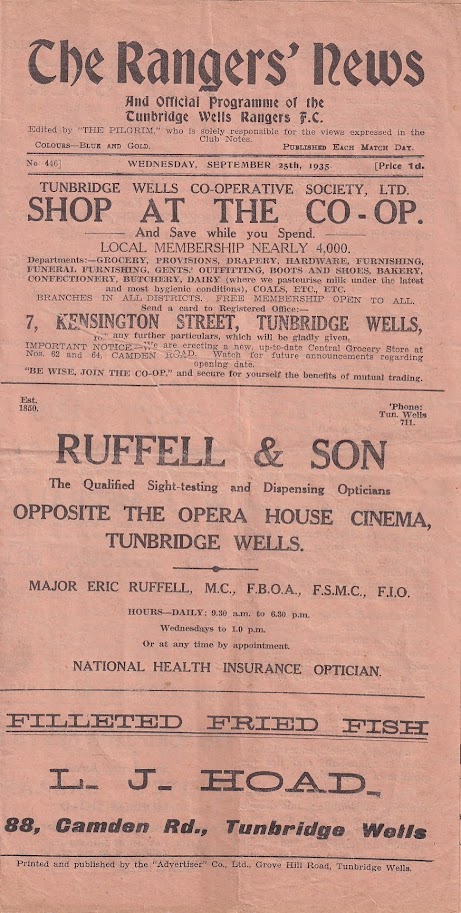 The Rangers' News
And Official Programme of the
Tunbridge Wells Rangers F.C.
Edited by "THE PILGRIM," who is solely responsible for the views expressed in the
Club Notes.
COLOURS—BLUE AND GOLD. PUBLISHED EACH MATCH DAY.
No 446] WEDNESDAY, SEPTEMBER 25th, 1935. [Price 1d.
TUNBRIDGE WELLS CO-OPERATIVE SOCIETY, LTD.
SHOP AT THE CO-OP.
And Save while you Spend.
LOCAL MEMBERSHIP NEARLY 4,000.
Departments:—GROCERY, PROVISIONS, DRAPERY, HARDWARE, FURNISHING,
FUNERAL FURNISHING, GENTS.' OUTFITTING, BOOTS AND SHOES, BAKERY,
CONFECTIONERY, BUTCHERY, DAIRY (where we pasteurise milk under the latest
and most hygienic conditions), COALS, ETC., ETC.
BRANCHES IN ALL DISTRICTS. FREE MEMBERSHIP OPEN TO ALL.
Send a card to Registered Office:—
7, KENSINGTON STREET, TUNBRIDGE WELLS,
any further particulars, which will be gladly given.
IMPORTANT NOTICE—We are erecting a new, up-to-date Central Grocery Store at
Nos. 62 and 64, CAMDEN ROAD. Watch for future announcements regarding
opening date.
"BE WISE, JOIN THE CO-OP." and secure for yourself the benefits of mutual trading.
Est.
1850.
'Phone:
Tun. Wells
711.
RUFFELL & SON
The Qualified Sight-testing and Dispensing Opticians
OPPOSITE THE OPERA HOUSE CINEMA,
TUNBRIDGE WELLS.
MAJOR ERIC RUFFELL, M.C., F.B.O.A., F.S.M.C., F.I.O.
HOURS—DAILY: 9.30 a.m. to 6.30 p.m.
Wednesdays to 1.0 p.m.
Or at any time by appointment.
NATIONAL HEALTH INSURANCE OPTICIAN.
FILLETED FRIED FISH
L. J. HOAD.
88, Camden Rd., Tunbridge Wells
Printed and published by the "Advertiser" Co., Ltd., Grove Hill Road, Tunbridge Wells.